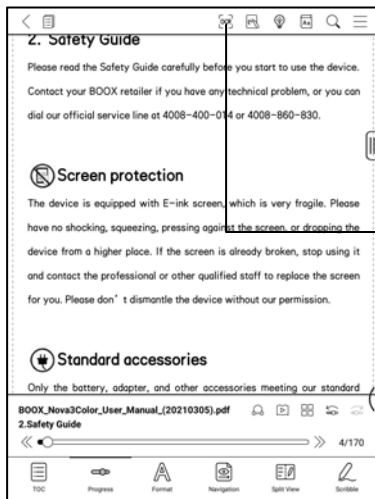 OCR
Aa
2. Safety Guide
Please read the Safety Guide carefully before you start to use the device.
Contact your BOOX retailer if you have any technical problem, or you can
dial our official service line at 4008-400-014 or 4008-860-830.
Screen protection
The device is equipped with E-ink screen, which is very fragile. Please
have no shocking, squeezing, pressing against the screen, or dropping the
device from a higher place. If the screen is already broken, stop using it
and contact the professional or other qualified staff to replace the screen
for you. Please don't dismantle the device without our permission.
Standard accessories
Only the battery, adapter, and other accessories meeting our standard
BOOX_Nova3Color_User_Manual_(20210305).pdf
2.Safety Guide
4/170
TOC Progress Format Navigation Split View Scribble